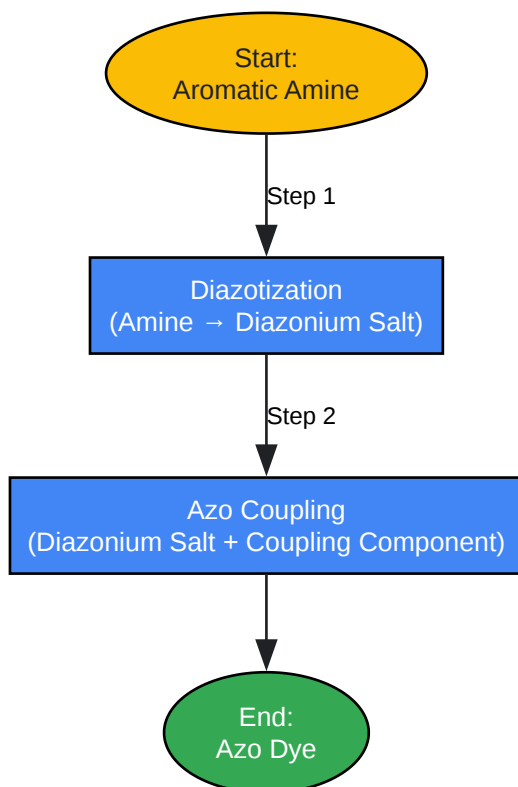 Start:
Aromatic Amine
Step 1
Diazotization
(Amine → Diazonium Salt)
Step 2
Azo Coupling
(Diazonium Salt + Coupling Component)
End:
Azo Dye